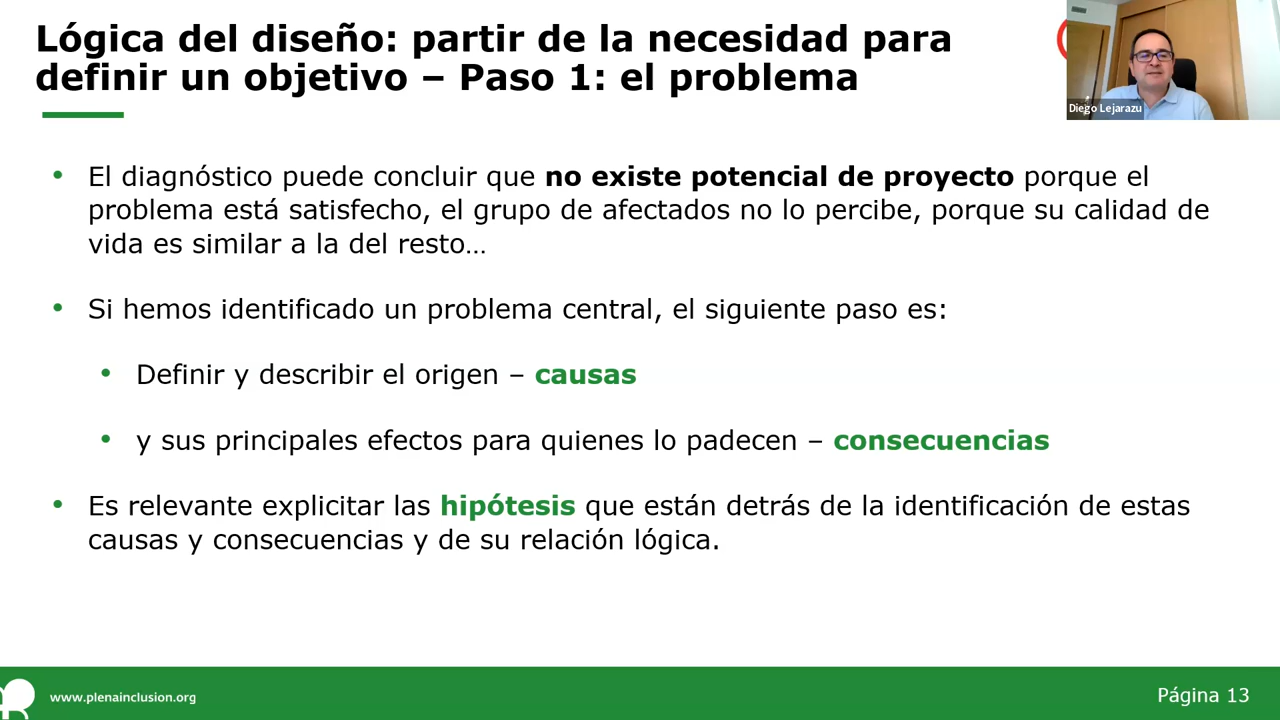 Lógica del diseño: partir de la necesidad para
definir un objetivo – Paso 1: el problema
Diego Lejarazu
• El diagnóstico puede concluir que no existe potencial de proyecto porque el
problema está satisfecho, el grupo de afectados no lo percibe, porque su calidad de
vida es similar a la del resto…
• Si hemos identificado un problema central, el siguiente paso es:
• Definir y describir el origen – causas
• y sus principales efectos para quienes lo padecen – consecuencias
• Es relevante explicitar las hipótesis que están detrás de la identificación de estas
causas y consecuencias y de su relación lógica.
www.plenainclusion.org
Página 13